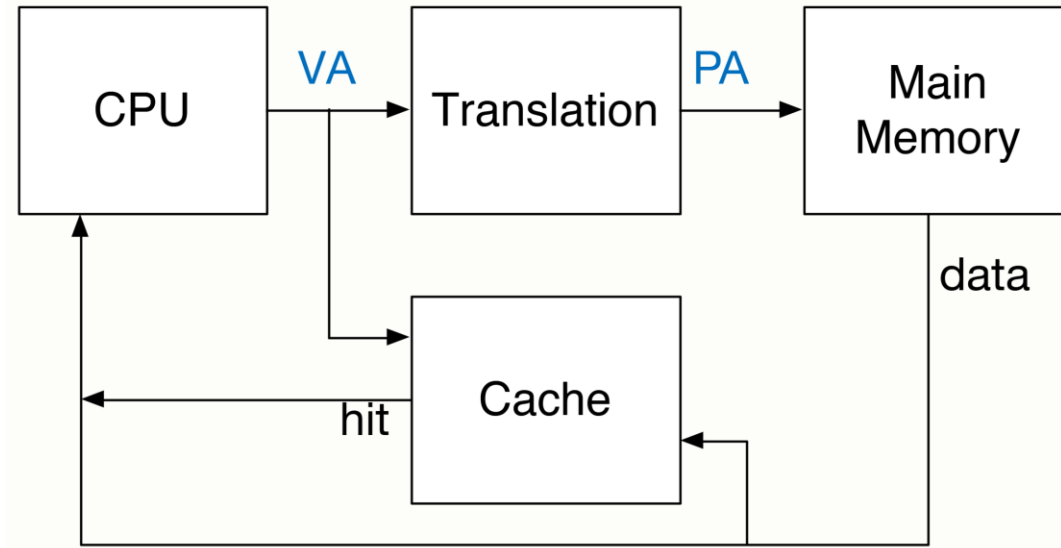 VA
PA
CPU
Translation
Main
Memory
data
Cache
hit